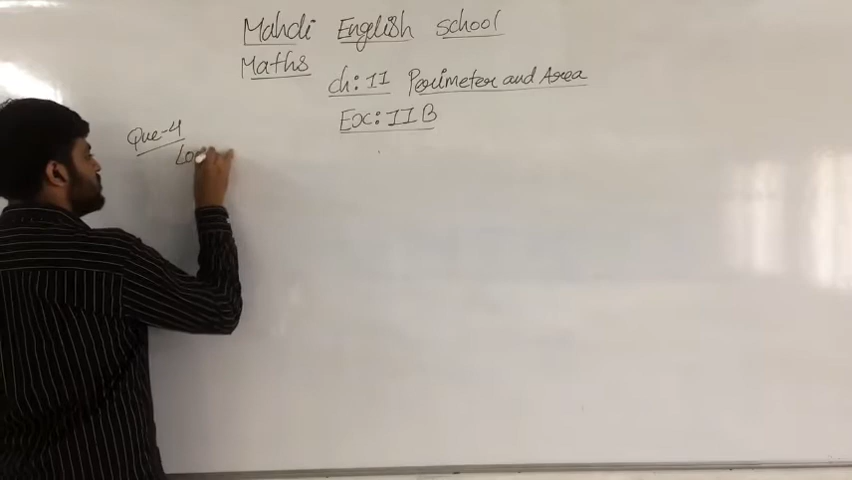 Mahdi English school
Maths
ch: 11 Perimeter and Area
Ex: 11 B
Que-4